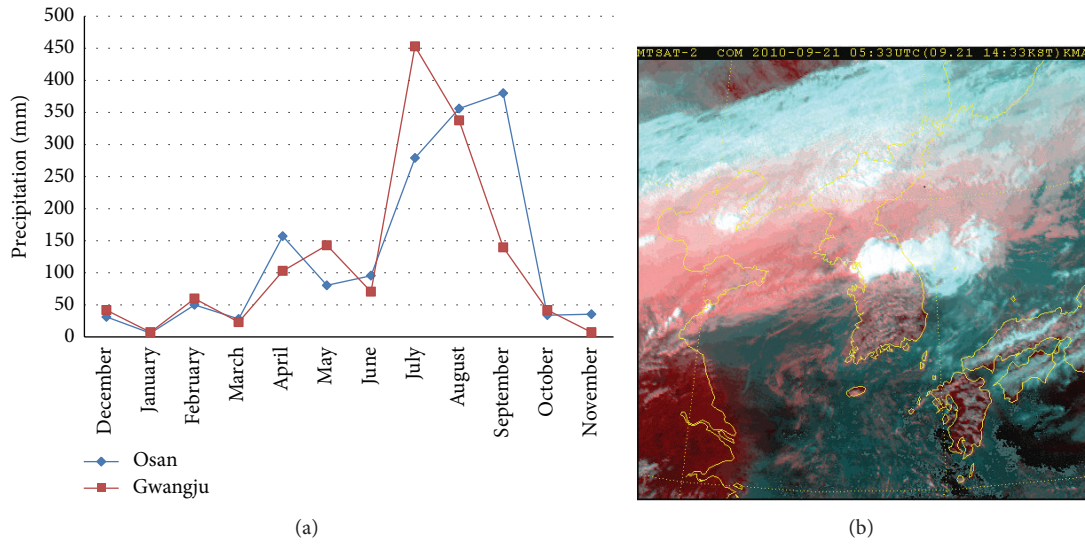 500
450
400
350
300
250
200
150
100
50
0
Precipitation (mm)
December
January
February
March
April
May
June
July
August
September
October
November
Osan
Gwangju
(a)
MTSAT-2 COM 2010-09-21 05:33UTC(09.21 14:33KST)KMA
(b)